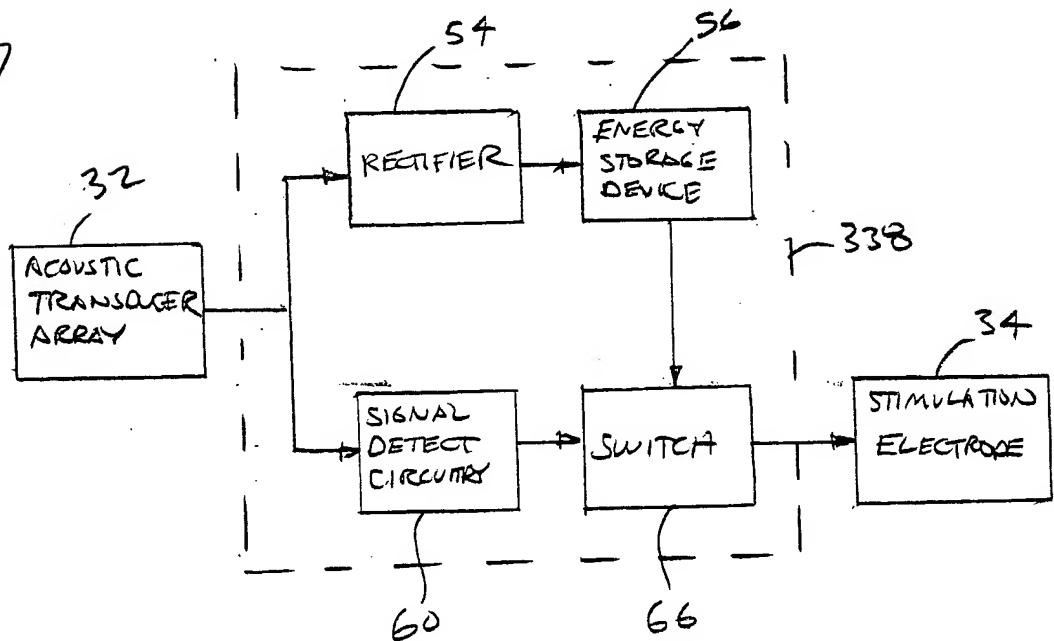 54
56
RECTIFIER
ENERGY
STORAGE
DEVICE
32
338
ACOUSTIC
TRANSDUCER
ARRAY
34
SIGNAL
DETECT
CIRCUITRY
SWITCH
STIMULATION
ELECTRODE
60
66